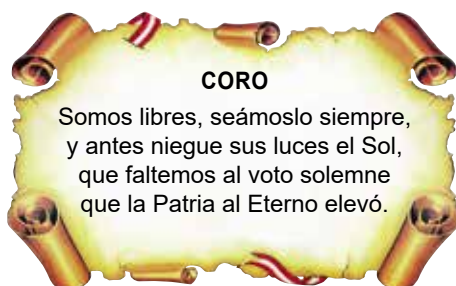 CORO
Somos libres, seámoslo siempre,
y antes niegue sus luces el Sol,
que faltemos al voto solemne
que la Patria al Eterno elevó.